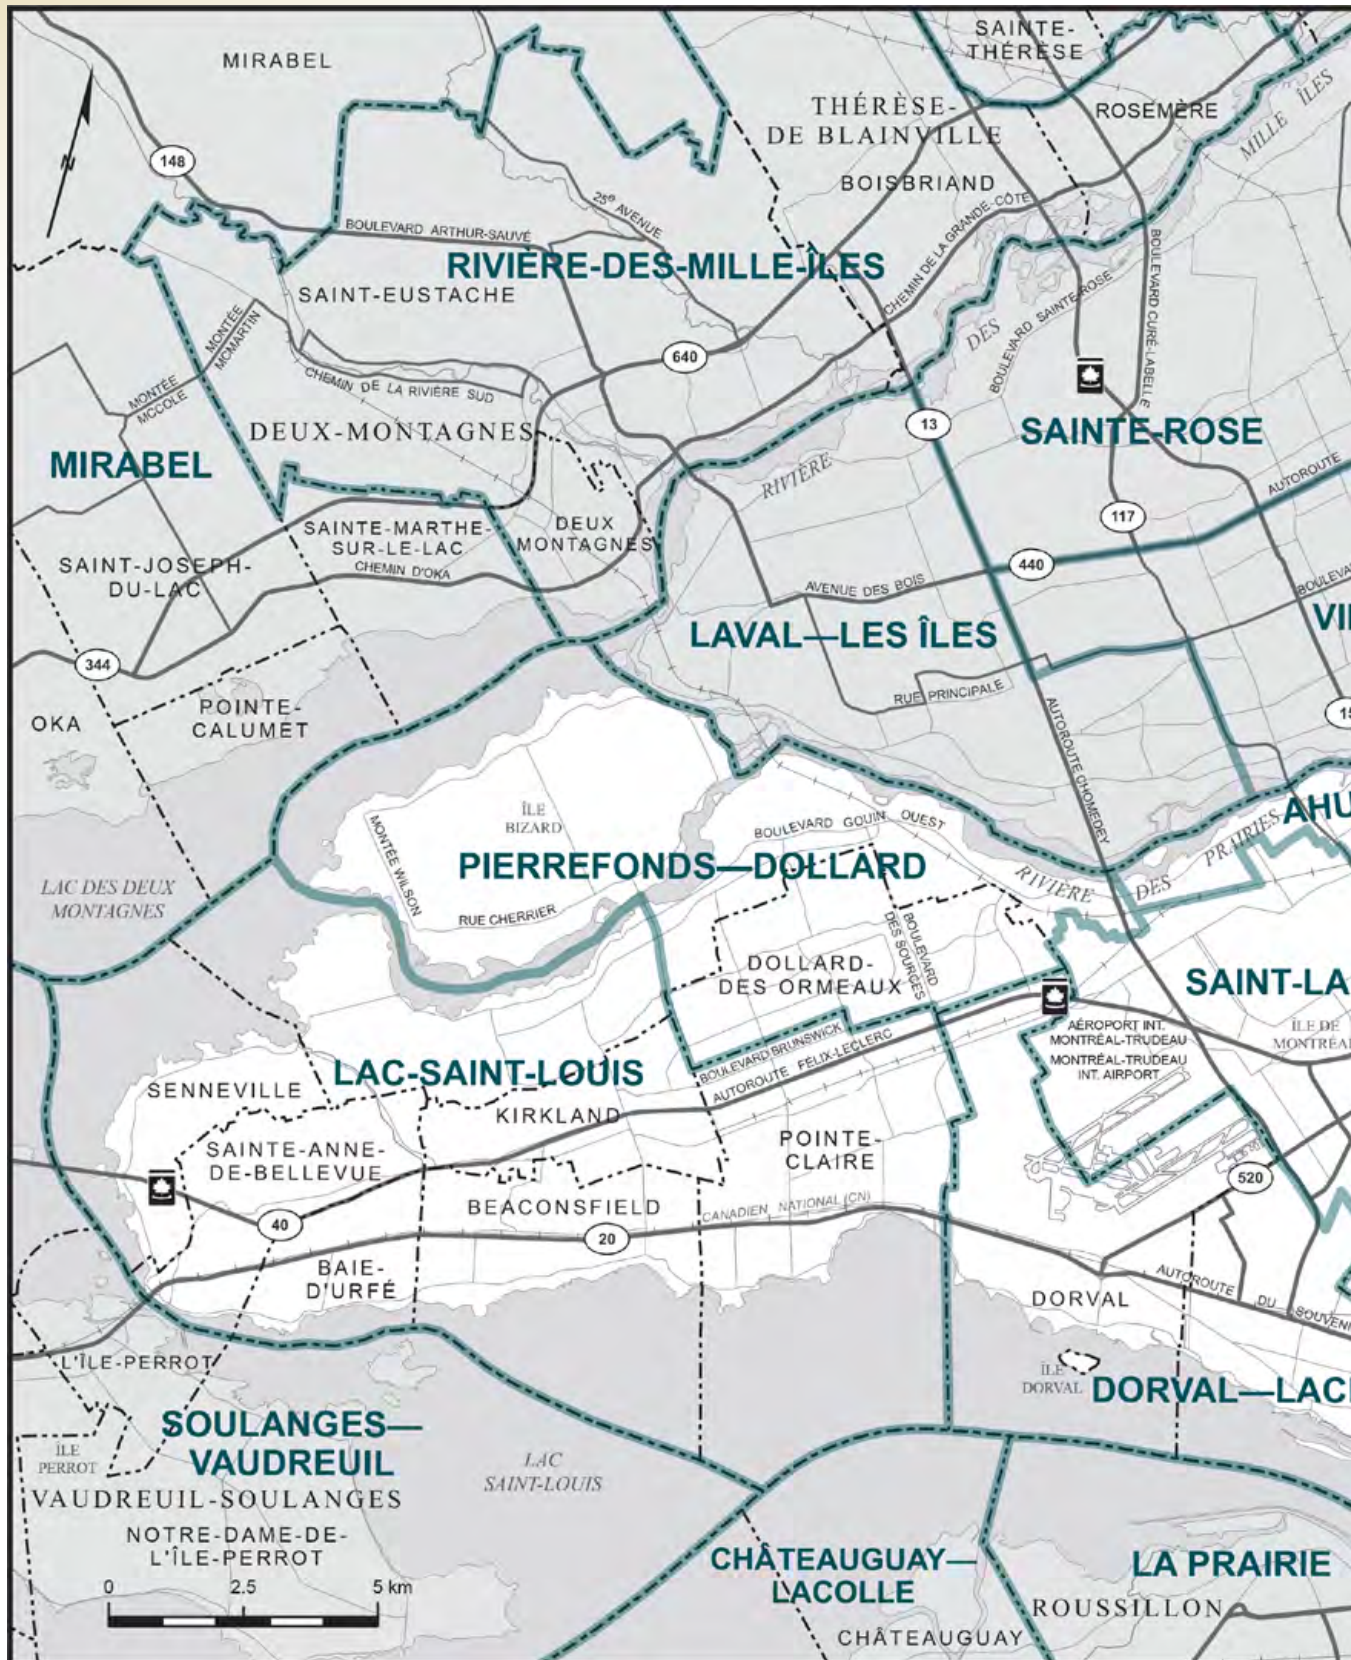 SAINTE-
THÉRÈSE
MIRABEL
MILLE ÎLES
THÉRÈSE-
DE BLAINVILLE
ROSEMÈRE
N
148
BOISBRIAND
25e AVENUE
CHEMIN DE LA GRANDE-CÔTE
BOULEVARD ARTHUR-SAUVÉ
RIVIÈRE-DES-MILLE-ÎLES
SAINT-EUSTACHE
BOULEVARD CURÉ-LABELLE
BOULEVARD SAINTE-ROSE
DES
MONTÉE
MCMARTIN
640
CHEMIN DE LA RIVIÈRE SUD
MONTÉE
MCCOLE
13
SAINTE-ROSE
DEUX-MONTAGNES
MIRABEL
RIVIÈRE
AUTOROUTE
117
SAINTE-MARTHE-
SUR-LE-LAC
DEUX
MONTAGNES
SAINT-JOSEPH-
DU-LAC
CHEMIN D'OKA
440
AVENUE DES BOIS
BOULEVA
LAVAL—LES ÎLES
VI
344
RUE PRINCIPALE
POINTE-
CALUMET
OKA
15
AUTOROUTE CHOMEDEY
ÎLE
BIZARD
MONTÉE WILSON
BOULEVARD GOUIN OUEST
AHU
PIERREFONDS—DOLLARD
RIVIÈRE
DES
PRAIRIES
LAC DES DEUX
MONTAGNES
RUE CHERRIER
BOULEVARD
DES SOURCES
DOLLARD-
DES ORMEAUX
SAINT-LA
AÉROPORT INT.
MONTRÉAL-TRUDEAU
MONTRÉAL-TRUDEAU
INT. AIRPORT
ÎLE DE
MONTRÉAL
BOULEVARD BRUNSWICK
AUTOROUTE FÉLIX-LECLERC
LAC-SAINT-LOUIS
SENNEVILLE
KIRKLAND
SAINTE-ANNE-
DE-BELLEVUE
POINTE-
CLAIRE
520
BEACONSFIELD
CANADIEN NATIONAL (CN)
40
20
BAIE-
D'URFÉ
AUTOROUTE DU SOUVENI
DORVAL
L'ÎLE-PERROT
ÎLE
DORVAL
DORVAL—LACH
SOULANGES—
VAUDREUIL
ÎLE
PERROT
LAC
SAINT-LOUIS
VAUDREUIL-SOULANGES
NOTRE-DAME-DE-
L'ÎLE-PERROT
CHÂTEAUGUAY—
LACOLLE
LA PRAIRIE
0 2.5 5 km
ROUSSILLON
CHÂTEAUGUAY